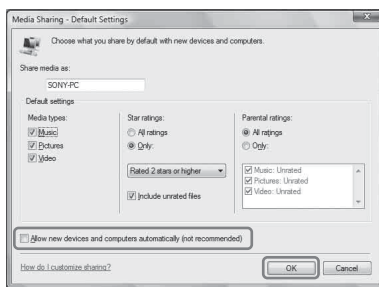 Media Sharing - Default Settings
Choose what you share by default with new devices and computers.
Share media as:
SONY-PC
Default settings
Media types:
Music
Pictures
Video
Star ratings:
All ratings
Only:
Rated 2 stars or higher
Include unrated files
Parental ratings:
All ratings
Only:
Music: Unrated
Pictures: Unrated
Video: Unrated
Allow new devices and computers automatically (not recommended)
How do I customize sharing?
OK
Cancel